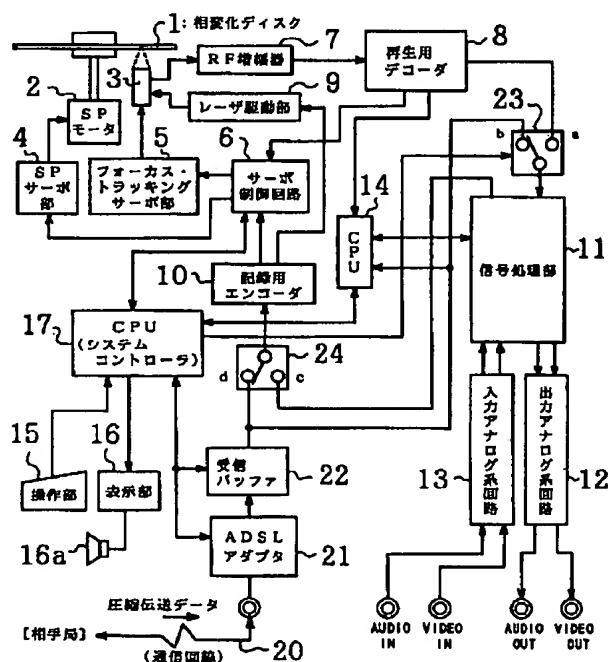 1：相変化ディスク
7
8
RF増幅器
再生用
デコーダ
3
9
2
レーザ駆動部
SP
モータ
4
5
6
23
b
a
SP
サーボ
部
フォーカス・
トラッキング
サーボ部
サーボ
制御回路
14
CPU
11
信号処理部
10
記録用
エンコーダ
17
CPU
(システム
コントローラ)
24
d
c
15
操作部
16
表示部
16a
受信
バッファ
22
ADSL
アダプタ
21
13
入力アナログ系回路
出力アナログ系回路
12
圧縮伝送データ
[相手局]
(通信回線)
20
AUDIO
IN
VIDEO
IN
AUDIO
OUT
VIDEO
OUT